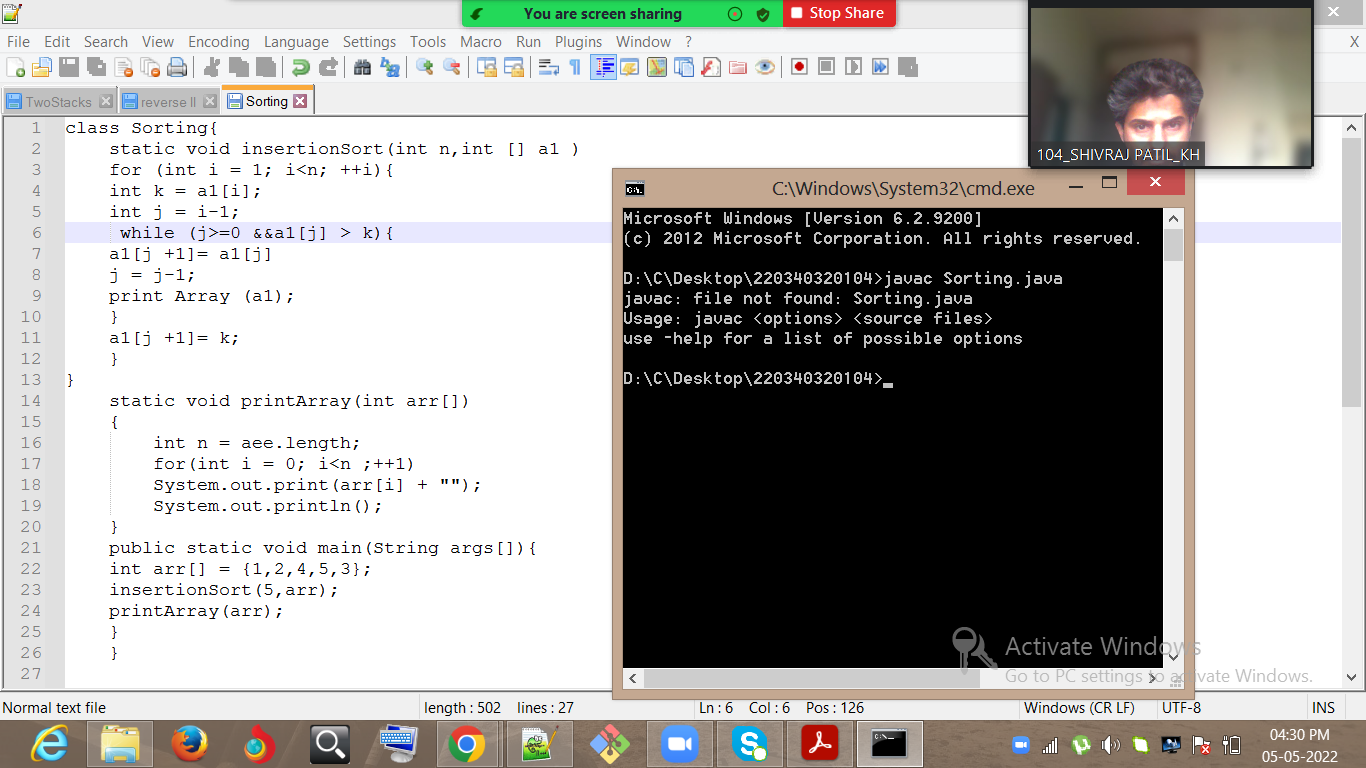 You are screen sharing Stop Share
File Edit Search View Encoding Language Settings Tools Macro Run Plugins Window ? X
TwoStacks reverse ll Sorting
1 class Sorting{
2 static void insertionSort(int n,int [] a1 )
3 for (int i = 1; i<n; ++i){
4 int k = a1[i];
5 int j = i-1;
6 while (j>=0 &&a1[j] > k){
7 a1[j +1]= a1[j]
8 j = j-1;
9 print Array (a1);
10 }
11 a1[j +1]= k;
12 }
13 }
14 static void printArray(int arr[])
15 {
16 int n = aee.length;
17 for(int i = 0; i<n ;++1)
18 System.out.print(arr[i] + "");
19 System.out.println();
20 }
21 public static void main(String args[]){
22 int arr[] = {1,2,4,5,3};
23 insertionSort(5,arr);
24 printArray(arr);
25 }
26 }
27
104_SHIVRAJ PATIL_KH
C:\Windows\System32\cmd.exe
Microsoft Windows [Version 6.2.9200]
(c) 2012 Microsoft Corporation. All rights reserved.
D:\C\Desktop\220340320104>javac Sorting.java
javac: file not found: Sorting.java
Usage: javac <options> <source files>
use -help for a list of possible options
D:\C\Desktop\220340320104>_
Activate Windows
Go to PC settings to activate Windows.
Normal text file length : 502 lines : 27 Ln : 6 Col : 6 Pos : 126 Windows (CR LF) UTF-8 INS
04:30 PM
05-05-2022